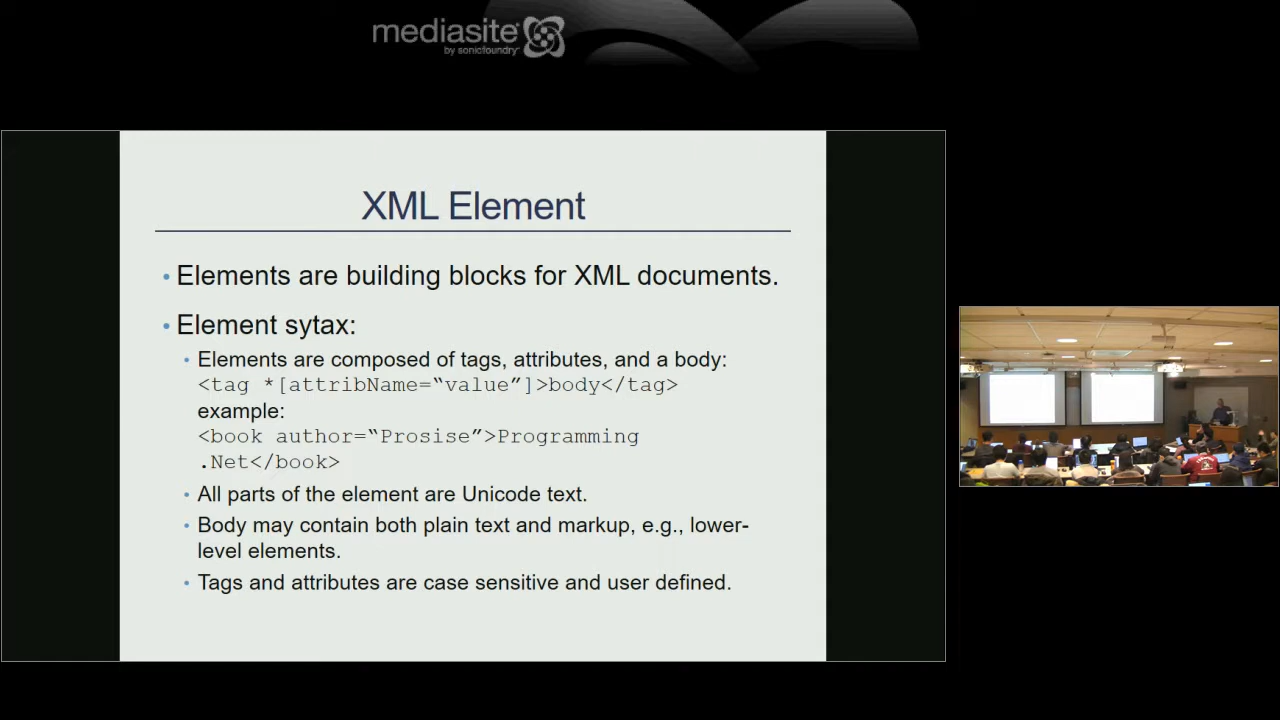 mediasite
by sonicfoundry
XML Element
• Elements are building blocks for XML documents.
• Element sytax:
• Elements are composed of tags, attributes, and a body:
<tag *[attribName=“value”]>body</tag>
example:
<book author=“Prosise”>Programming
.Net</book>
• All parts of the element are Unicode text.
• Body may contain both plain text and markup, e.g., lower-
level elements.
• Tags and attributes are case sensitive and user defined.